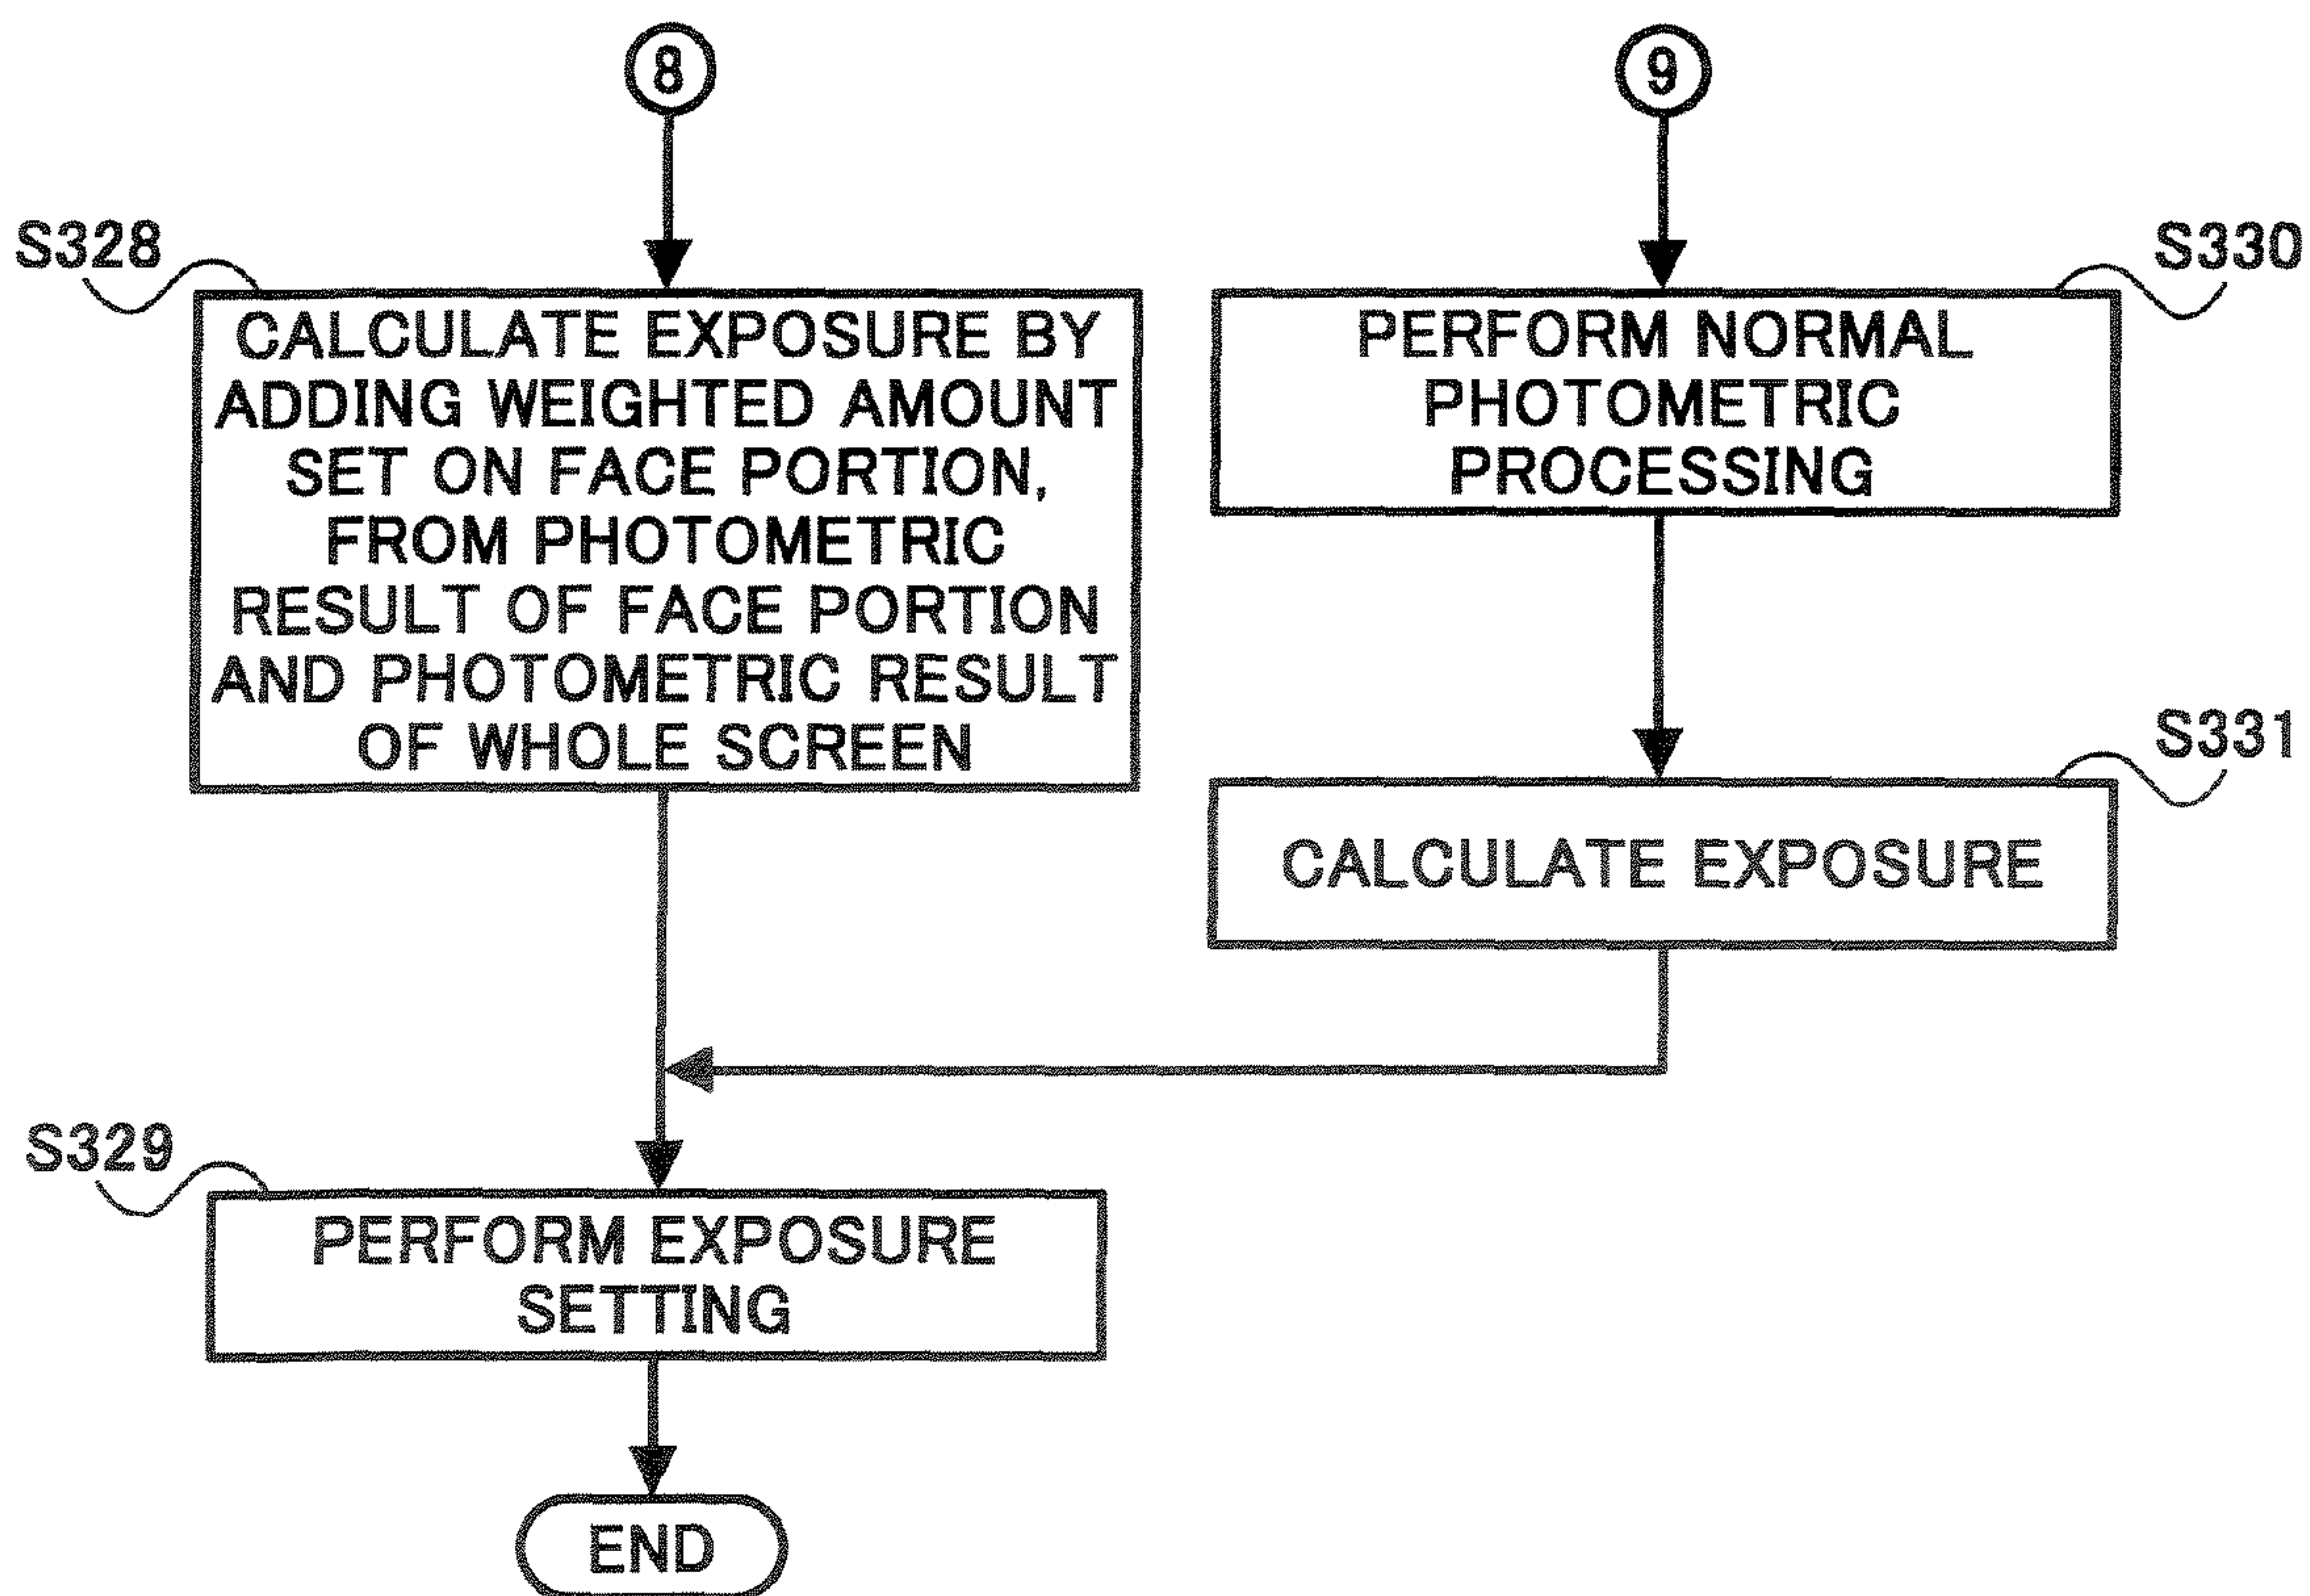 8
9
S328
CALCULATE EXPOSURE BY
ADDING WEIGHTED AMOUNT
SET ON FACE PORTION,
FROM PHOTOMETRIC
RESULT OF FACE PORTION
AND PHOTOMETRIC RESULT
OF WHOLE SCREEN
S330
PERFORM NORMAL
PHOTOMETRIC
PROCESSING
S331
CALCULATE EXPOSURE
S329
PERFORM EXPOSURE
SETTING
END